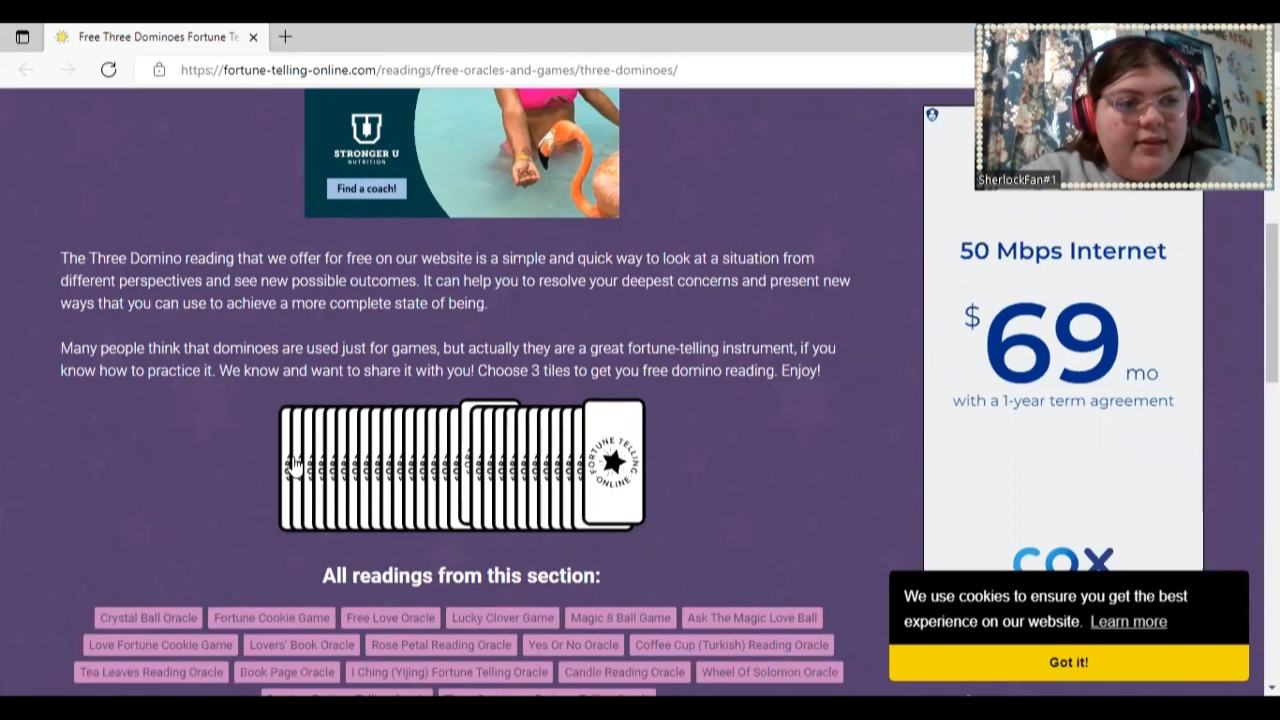 Free Three Dominoes Fortune Te
https://fortune-telling-online.com/readings/free-oracles-and-games/three-dominoes/
SherlockFan#1
STRONGER U
NUTRITION
Find a coach!
The Three Domino reading that we offer for free on our website is a simple and quick way to look at a situation from
different perspectives and see new possible outcomes. It can help you to resolve your deepest concerns and present new
ways that you can use to achieve a more complete state of being.
Many people think that dominoes are used just for games, but actually they are a great fortune-telling instrument, if you
know how to practice it. We know and want to share it with you! Choose 3 tiles to get you free domino reading. Enjoy!
FORTUNE TELLING
ONLINE
50 Mbps Internet
$69
mo
with a 1-year term agreement
cox
All readings from this section:
Crystal Ball Oracle Fortune Cookie Game Free Love Oracle Lucky Clover Game Magic 8 Ball Game Ask The Magic Love Ball
Love Fortune Cookie Game Lovers' Book Oracle Rose Petal Reading Oracle Yes Or No Oracle Coffee Cup (Turkish) Reading Oracle
Tea Leaves Reading Oracle Book Page Oracle I Ching (Yijing) Fortune Telling Oracle Candle Reading Oracle Wheel Of Solomon Oracle
We use cookies to ensure you get the best
experience on our website. Learn more
Got it!